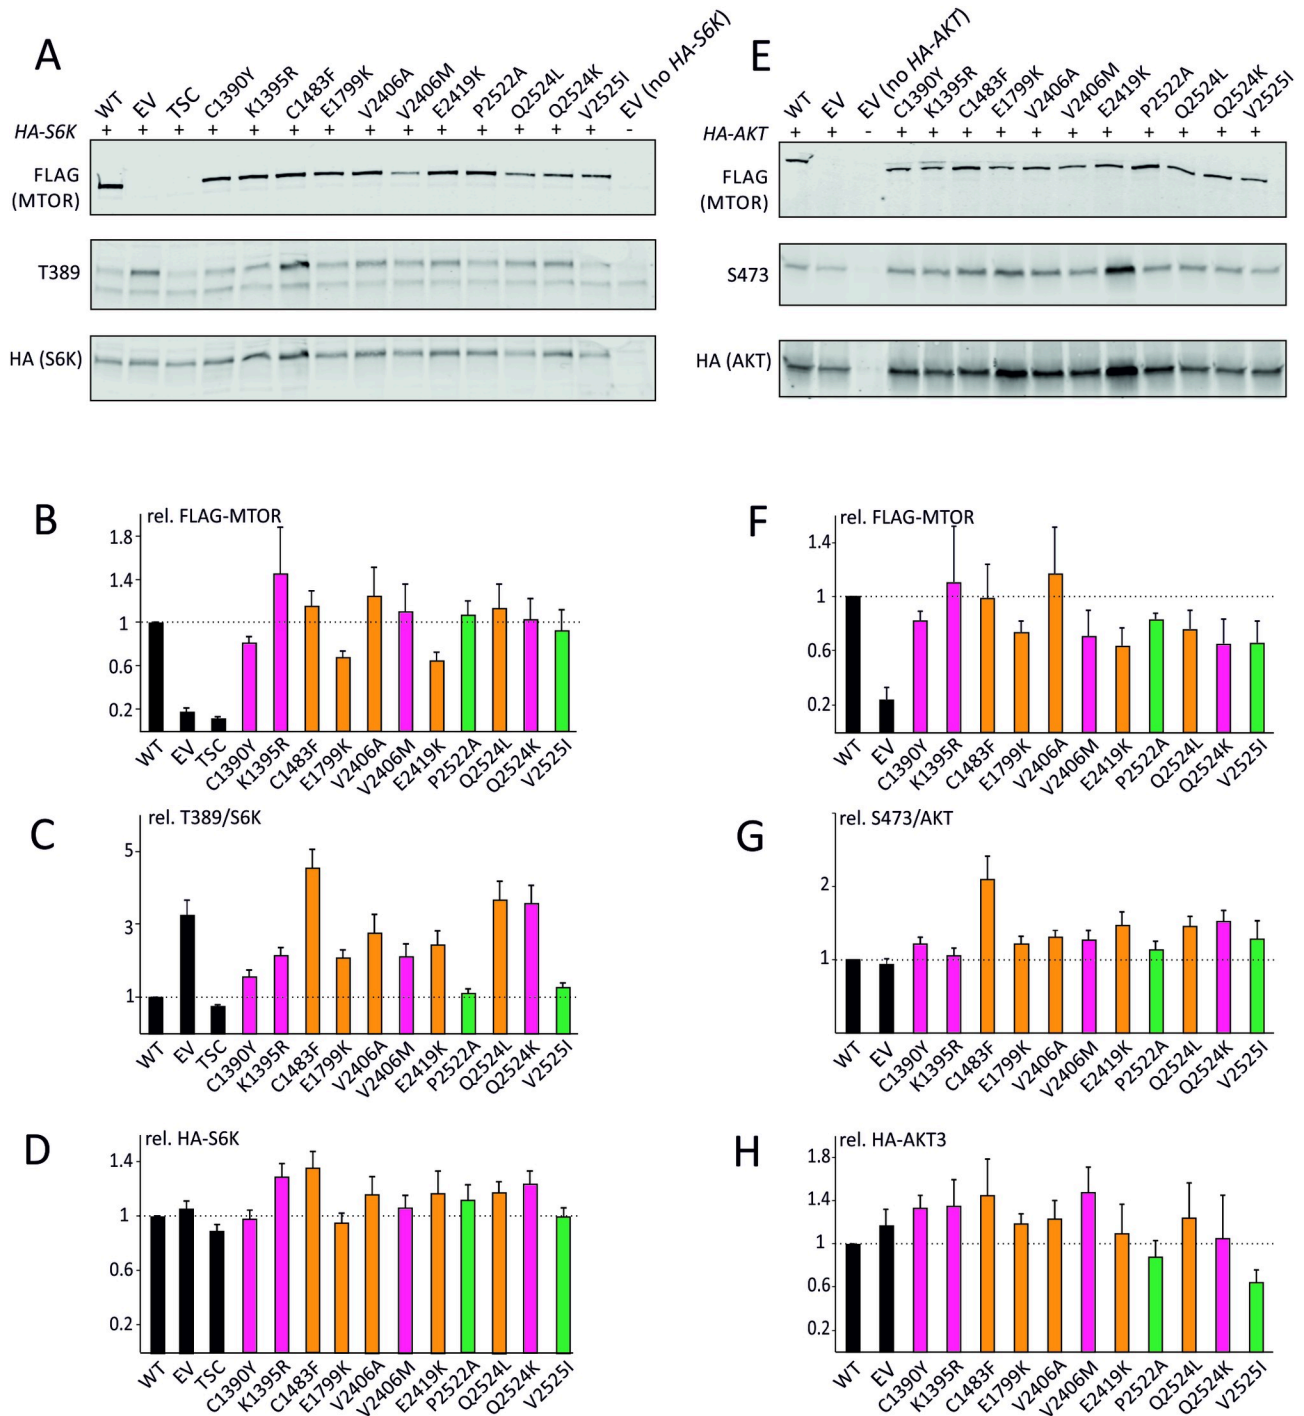 A
WT EV TSC C1390Y K1395R C1483F E1799K V2406A V2406M E2419K P2522A Q2524L Q2524K V2525I EV (no HA-S6K)
HA-S6K + + + + + + + + + + + + + + -
FLAG
(MTOR)
T389
HA (S6K)
E
WT EV EV (no HA-AKT) C1390Y K1395R C1483F E1799K V2406A V2406M E2419K P2522A Q2524L Q2524K V2525I
HA-AKT + + - + + + + + + + + + + +
FLAG
(MTOR)
S473
HA (AKT)
B
rel. FLAG-MTOR
1.8
1.4
1
0.6
0.2
WT EV TSC C1390Y K1395R C1483F E1799K V2406A V2406M E2419K P2522A Q2524L Q2524K V2525I
F
rel. FLAG-MTOR
1.4
1
0.6
0.2
WT EV C1390Y K1395R C1483F E1799K V2406A V2406M E2419K P2522A Q2524L Q2524K V2525I
C
rel. T389/S6K
5
3
1
WT EV TSC C1390Y K1395R C1483F E1799K V2406A V2406M E2419K P2522A Q2524L Q2524K V2525I
G
rel. S473/AKT
2
1
WT EV C1390Y K1395R C1483F E1799K V2406A V2406M E2419K P2522A Q2524L Q2524K V2525I
D
rel. HA-S6K
1.4
1
0.6
0.2
WT EV TSC C1390Y K1395R C1483F E1799K V2406A V2406M E2419K P2522A Q2524L Q2524K V2525I
H
rel. HA-AKT3
1.8
1.4
1
0.6
0.2
WT EV C1390Y K1395R C1483F E1799K V2406A V2406M E2419K P2522A Q2524L Q2524K V2525I